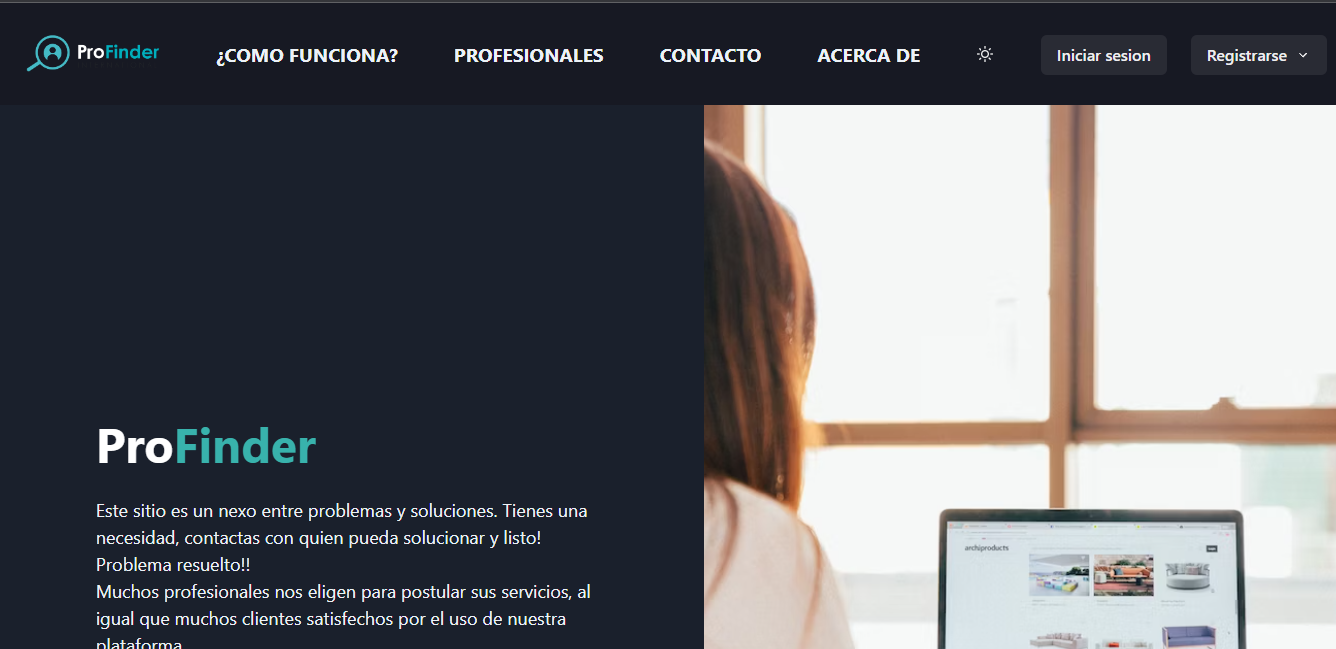 ProFinder
¿COMO FUNCIONA?
PROFESIONALES
CONTACTO
ACERCA DE
Iniciar sesion
Registrarse
ProFinder
Este sitio es un nexo entre problemas y soluciones. Tienes una
necesidad, contactas con quien pueda solucionar y listo!
Problema resuelto!!
Muchos profesionales nos eligen para postular sus servicios, al
igual que muchos clientes satisfechos por el uso de nuestra
plataforma
archiproducts